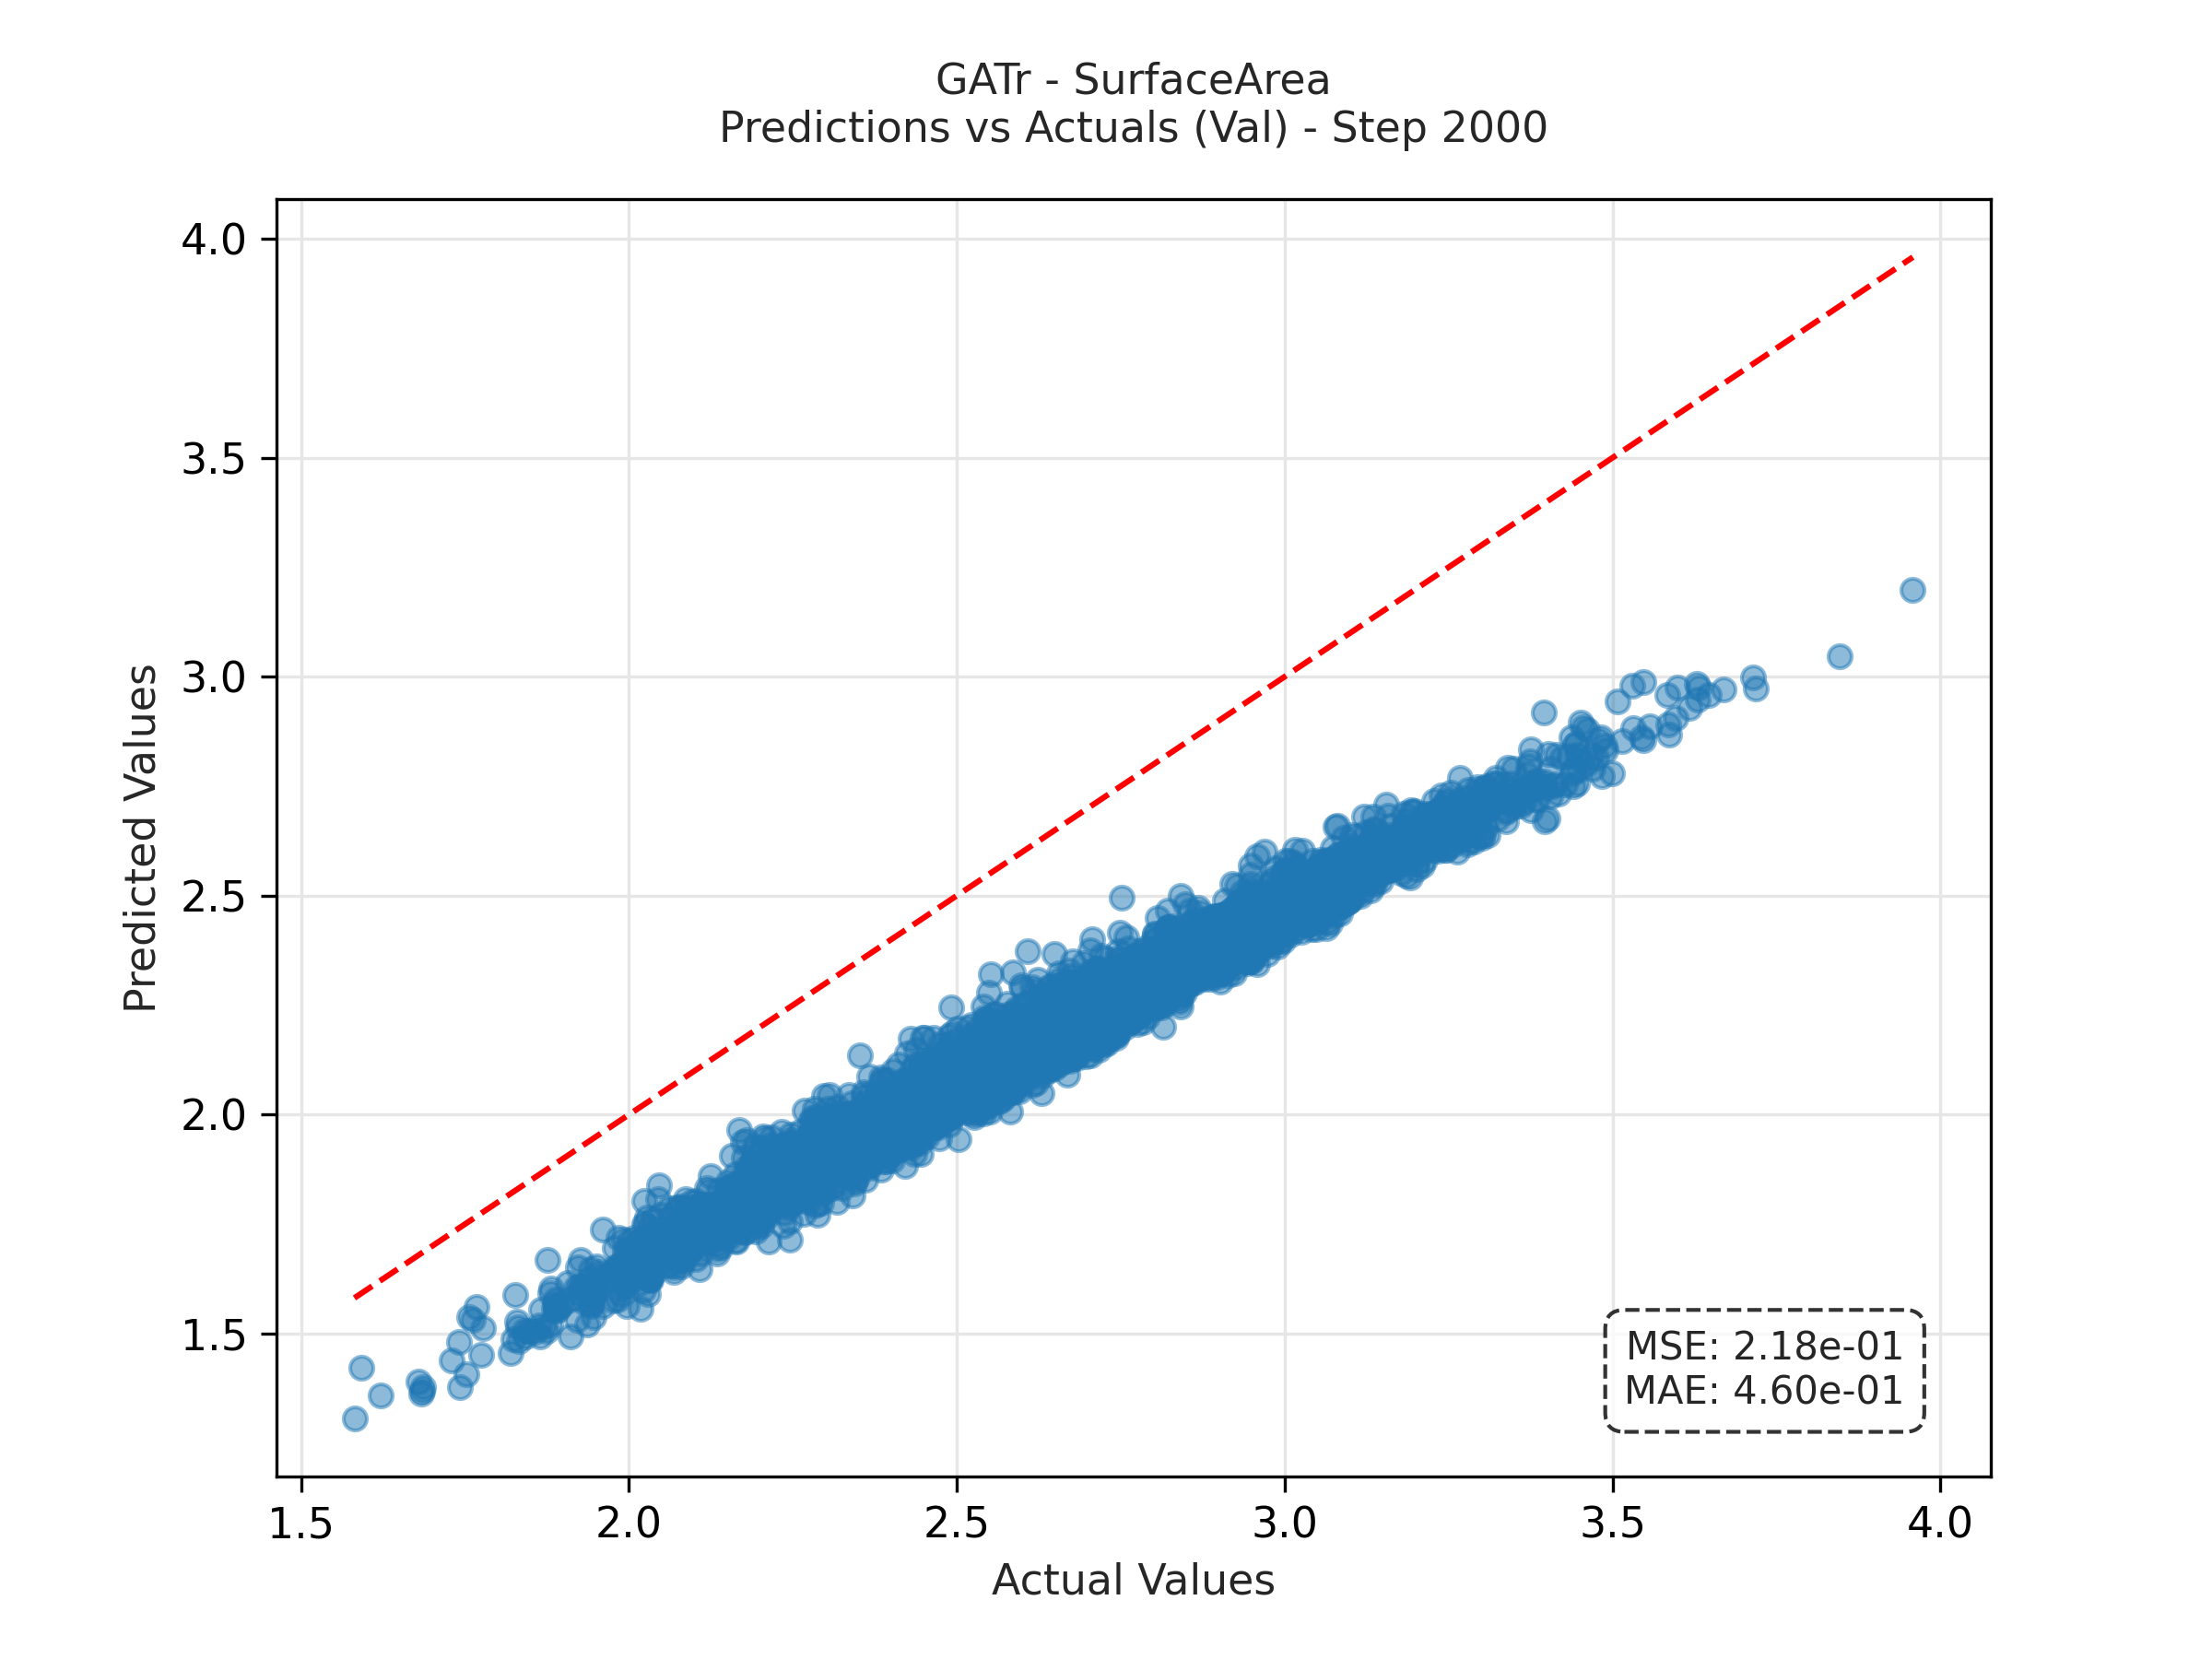 GATr - SurfaceArea
Predictions vs Actuals (Val) - Step 2000
4.0
3.5
3.0
2.5
2.0
1.5
Predicted Values
MSE: 2.18e-01
MAE: 4.60e-01
1.5
2.0
2.5
3.0
3.5
4.0
Actual Values